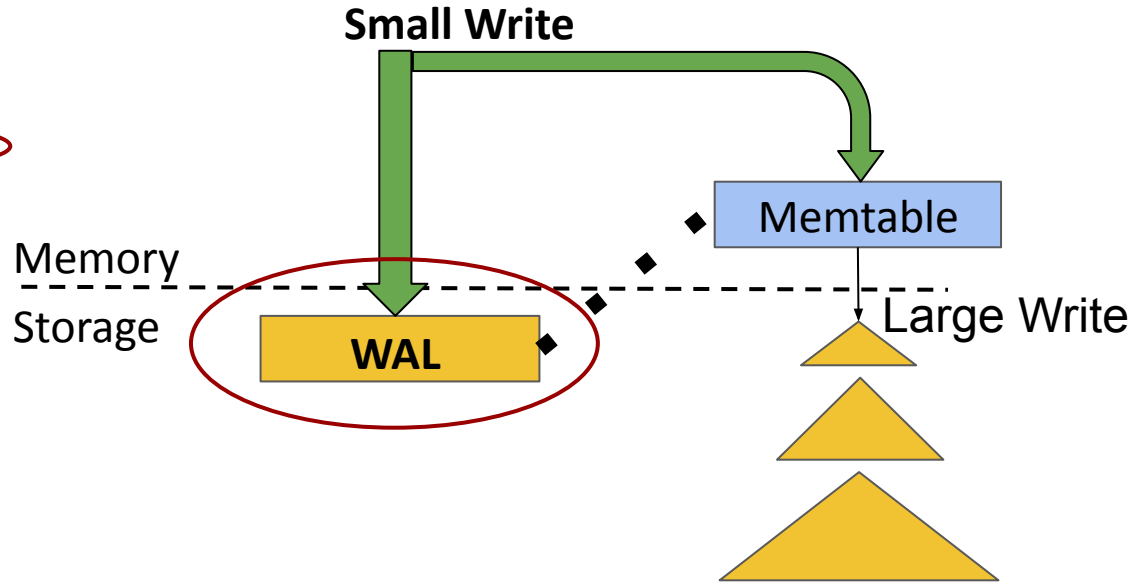 Small Write
Memtable
Memory
Storage
Large Write
WAL